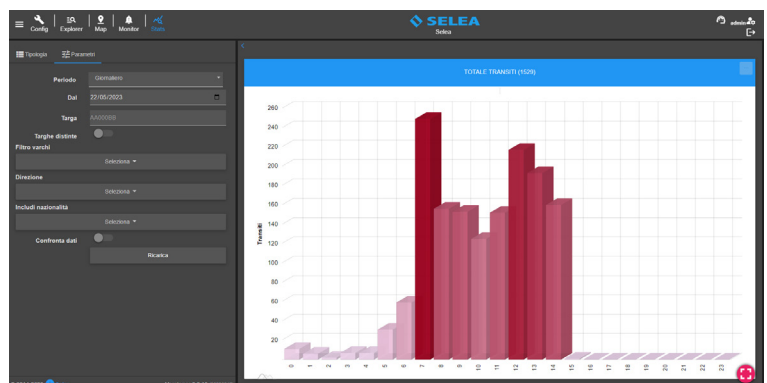 SELEA
Selea
admin
Config
Explorer
Map
Monitor
Stats
Tipologia
Parametri
Periodo
Giornaliero
Dal
22/05/2023
Targa
AA000BB
Targhe distinte
Filtro varchi
Seleziona
Direzione
Seleziona
Includi nazionalità
Seleziona
Confronta dati
Ricarica
TOTALE TRANSITI (1529)
Transiti
260
240
220
200
180
160
140
120
100
80
60
40
20
0 1 2 3 4 5 6 7 8 9 10 11 12 13 14 15 16 17 18 19 20 21 22 23